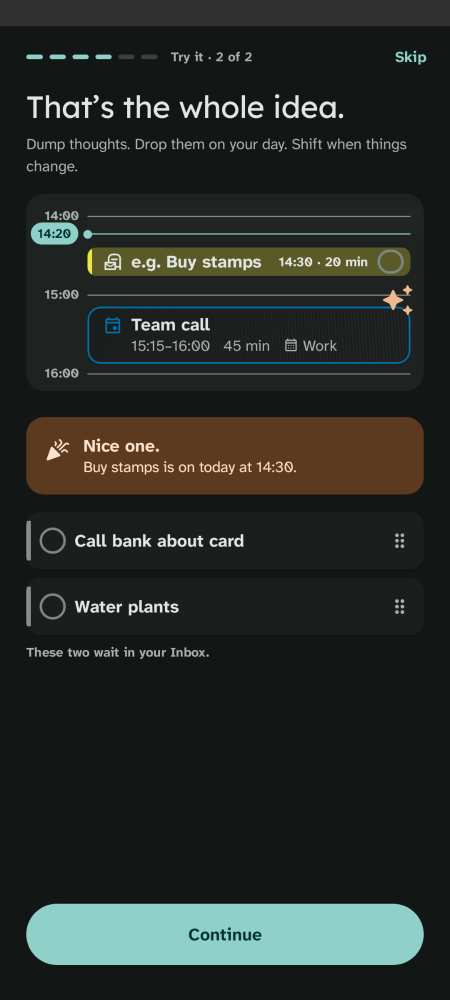 Try it · 2 of 2
Skip
That’s the whole idea.
Dump thoughts. Drop them on your day. Shift when things
change.
14:00
14:20
e.g. Buy stamps 14:30 · 20 min
15:00
Team call
15:15–16:00 45 min Work
16:00
Nice one.
Buy stamps is on today at 14:30.
Call bank about card
Water plants
These two wait in your Inbox.
Continue